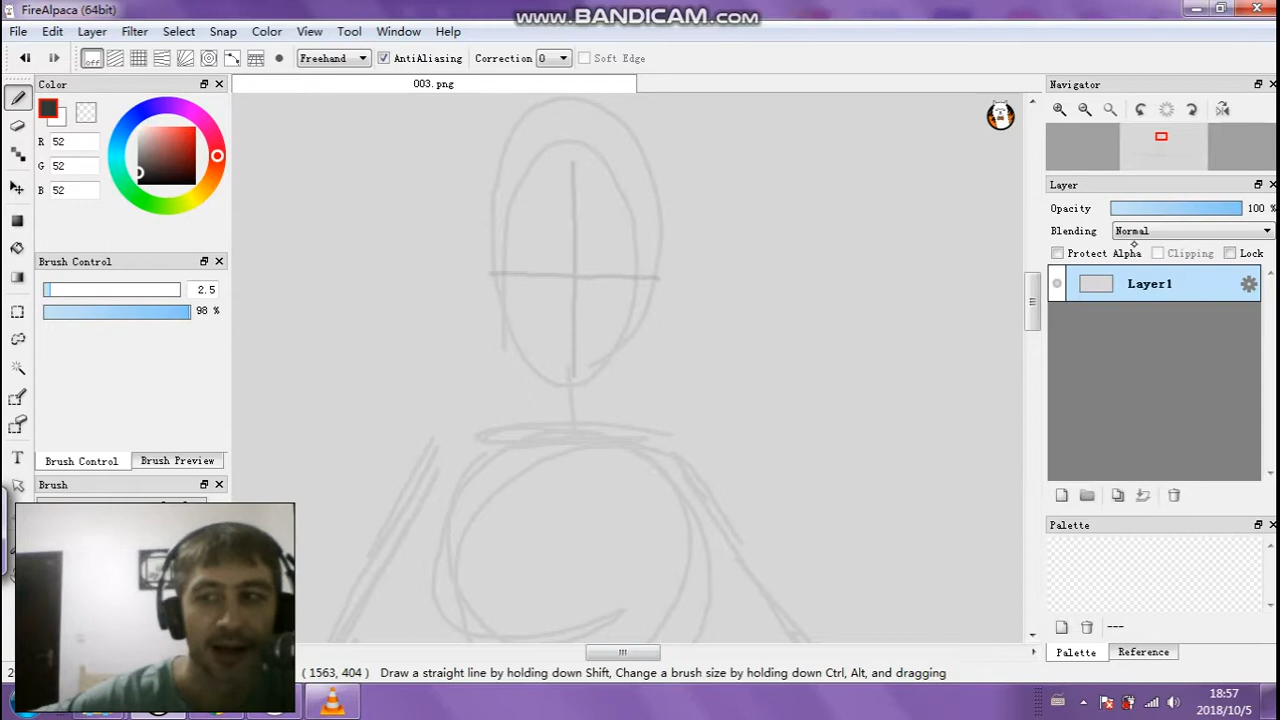 FireAlpaca (64bit)
www.BANDICAM.com
File Edit Layer Filter Select Snap Color View Tool Window Help
off Freehand AntiAliasing Correction 0 Soft Edge
Color
003.png
Navigator
R 52
G 52
B 52
Layer
Opacity 100 %
Blending Normal
Protect Alpha Clipping Lock
Brush Control
2.5
98 %
Layer1
Brush Control Brush Preview
Brush
Palette
---
Palette Reference
( 1563, 404 ) Draw a straight line by holding down Shift, Change a brush size by holding down Ctrl, Alt, and dragging
18:57
2018/10/5